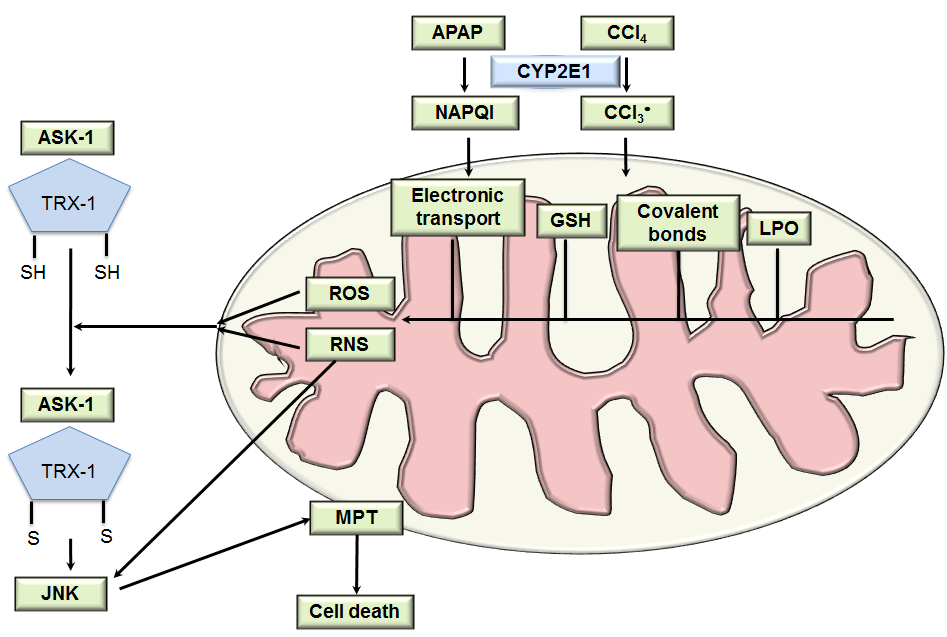 APAP
CCl₄
CYP2E1
NAPQI
CCl₃•
ASK-1
TRX-1
SH
SH
Electronic
transport
GSH
Covalent
bonds
LPO
ROS
RNS
ASK-1
TRX-1
S
S
JNK
MPT
Cell death